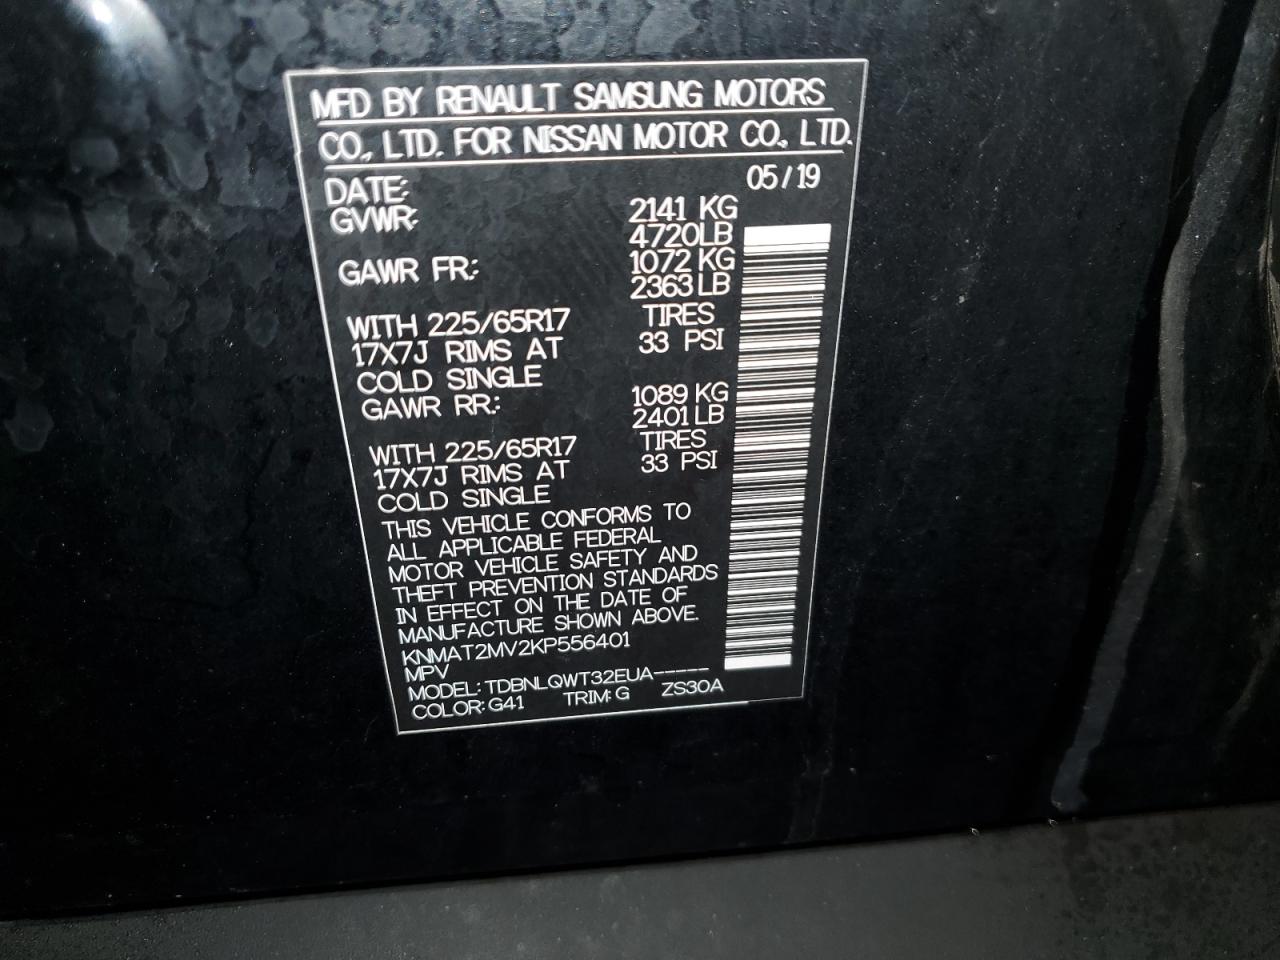 MFD BY RENAULT SAMSUNG MOTORS
CO., LTD. FOR NISSAN MOTOR CO., LTD.
DATE: 05/19
GVWR: 2141 KG
4720LB
GAWR FR.: 1072 KG
2363LB
WITH 225/65R17 TIRES
17X7J RIMS AT 33 PSI
COLD SINGLE
GAWR RR.: 1089 KG
2401LB
WITH 225/65R17 TIRES
17X7J RIMS AT 33 PSI
COLD SINGLE
THIS VEHICLE CONFORMS TO
ALL APPLICABLE FEDERAL
MOTOR VEHICLE SAFETY AND
THEFT PREVENTION STANDARDS
IN EFFECT ON THE DATE OF
MANUFACTURE SHOWN ABOVE.
KNMAT2MV2KP556401
MPV
MODEL: TDBNLQWT32EUA-----
COLOR: G41 TRIM: G ZS30A